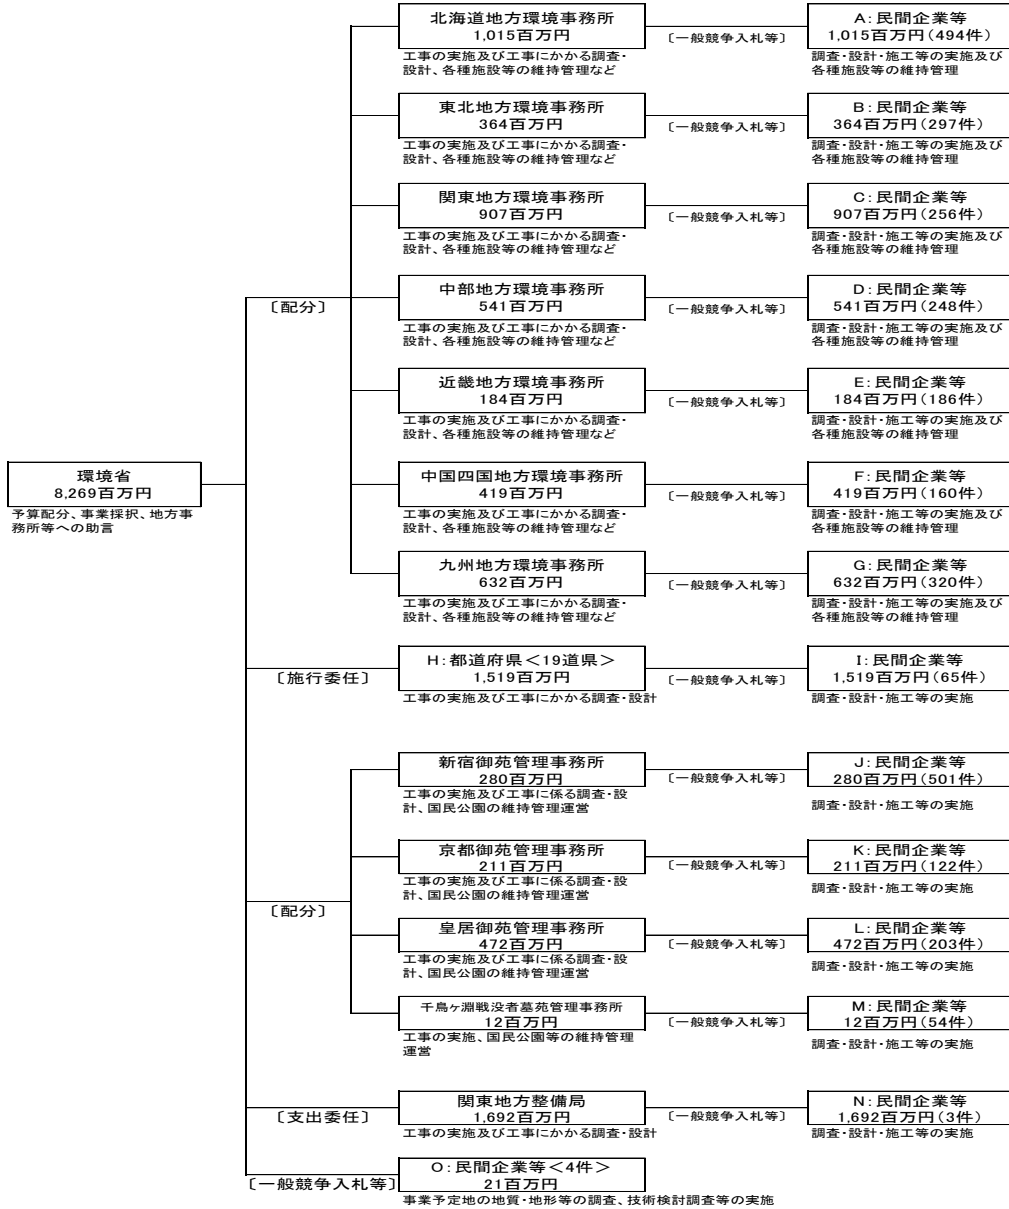 北海道地方環境事務所
1,015百万円
工事の実施及び工事にかかる調査・
設計、各種施設等の維持管理など
〔一般競争入札等〕
A：民間企業等
1,015百万円（494件）
調査・設計・施工等の実施及び
各種施設等の維持管理
東北地方環境事務所
364百万円
工事の実施及び工事にかかる調査・
設計、各種施設等の維持管理など
〔一般競争入札等〕
B：民間企業等
364百万円（297件）
調査・設計・施工等の実施及び
各種施設等の維持管理
関東地方環境事務所
907百万円
工事の実施及び工事にかかる調査・
設計、各種施設等の維持管理など
〔一般競争入札等〕
C：民間企業等
907百万円（256件）
調査・設計・施工等の実施及び
各種施設等の維持管理
〔配分〕
中部地方環境事務所
541百万円
工事の実施及び工事にかかる調査・
設計、各種施設等の維持管理など
〔一般競争入札等〕
D：民間企業等
541百万円（248件）
調査・設計・施工等の実施及び
各種施設等の維持管理
近畿地方環境事務所
184百万円
工事の実施及び工事にかかる調査・
設計、各種施設等の維持管理など
〔一般競争入札等〕
E：民間企業等
184百万円（186件）
調査・設計・施工等の実施及び
各種施設等の維持管理
環境省
8,269百万円
予算配分、事業採択、地方事
務所等への助言
中国四国地方環境事務所
419百万円
工事の実施及び工事にかかる調査・
設計、各種施設等の維持管理など
〔一般競争入札等〕
F：民間企業等
419百万円（160件）
調査・設計・施工等の実施及び
各種施設等の維持管理
九州地方環境事務所
632百万円
工事の実施及び工事にかかる調査・
設計、各種施設等の維持管理など
〔一般競争入札等〕
G：民間企業等
632百万円（320件）
調査・設計・施工等の実施及び
各種施設等の維持管理
〔施行委任〕
H：都道府県＜19道県＞
1,519百万円
工事の実施及び工事にかかる調査・設計
〔一般競争入札等〕
I：民間企業等
1,519百万円（65件）
調査・設計・施工等の実施
新宿御苑管理事務所
280百万円
工事の実施及び工事に係る調査・設
計、国民公園の維持管理運営
〔一般競争入札等〕
J：民間企業等
280百万円（501件）
調査・設計・施工等の実施
京都御苑管理事務所
211百万円
工事の実施及び工事に係る調査・設
計、国民公園の維持管理運営
〔一般競争入札等〕
K：民間企業等
211百万円（122件）
調査・設計・施工等の実施
〔配分〕
皇居御苑管理事務所
472百万円
工事の実施及び工事に係る調査・設
計、国民公園の維持管理運営
〔一般競争入札等〕
L：民間企業等
472百万円（203件）
調査・設計・施工等の実施
千鳥ヶ淵戦没者墓苑管理事務所
12百万円
工事の実施、国民公園等の維持管理
運営
〔一般競争入札等〕
M：民間企業等
12百万円（54件）
調査・設計・施工等の実施
〔支出委任〕
関東地方整備局
1,692百万円
工事の実施及び工事にかかる調査・設計
〔一般競争入札等〕
N：民間企業等
1,692百万円（3件）
調査・設計・施工等の実施
〔一般競争入札等〕
O：民間企業等＜4件＞
21百万円
事業予定地の地質・地形等の調査、技術検討調査等の実施